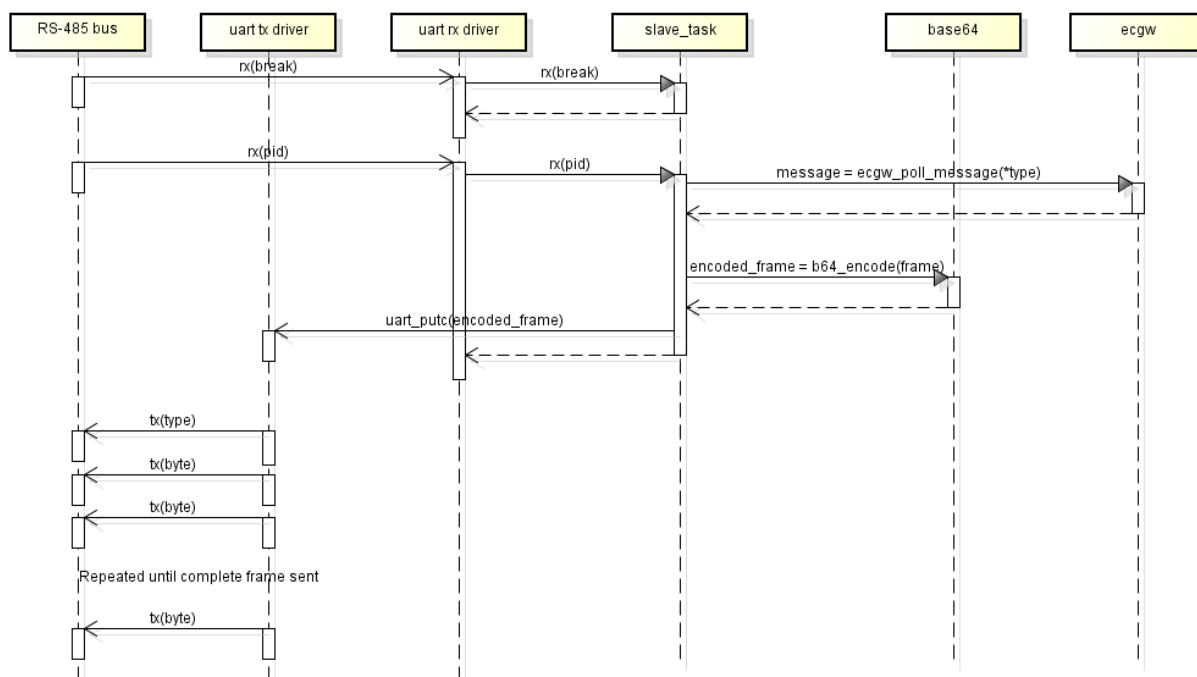 RS-485 bus
uart tx driver
uart rx driver
slave_task
base64
ecgw
rx(break)
rx(break)
rx(pid)
rx(pid)
message = ecgw_poll_message(*type)
encoded_frame = b64_encode(frame)
uart_putc(encoded_frame)
tx(type)
tx(byte)
tx(byte)
Repeated until complete frame sent
tx(byte)